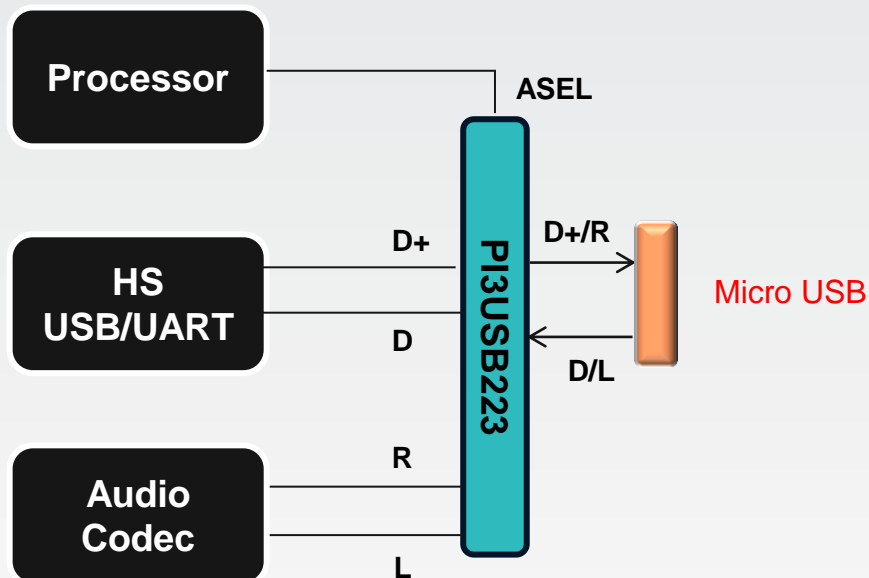 Processor
ASEL
HS
USB/UART
D+
D
PI3USB223
D+/R
D/L
Micro USB
Audio
Codec
R
L